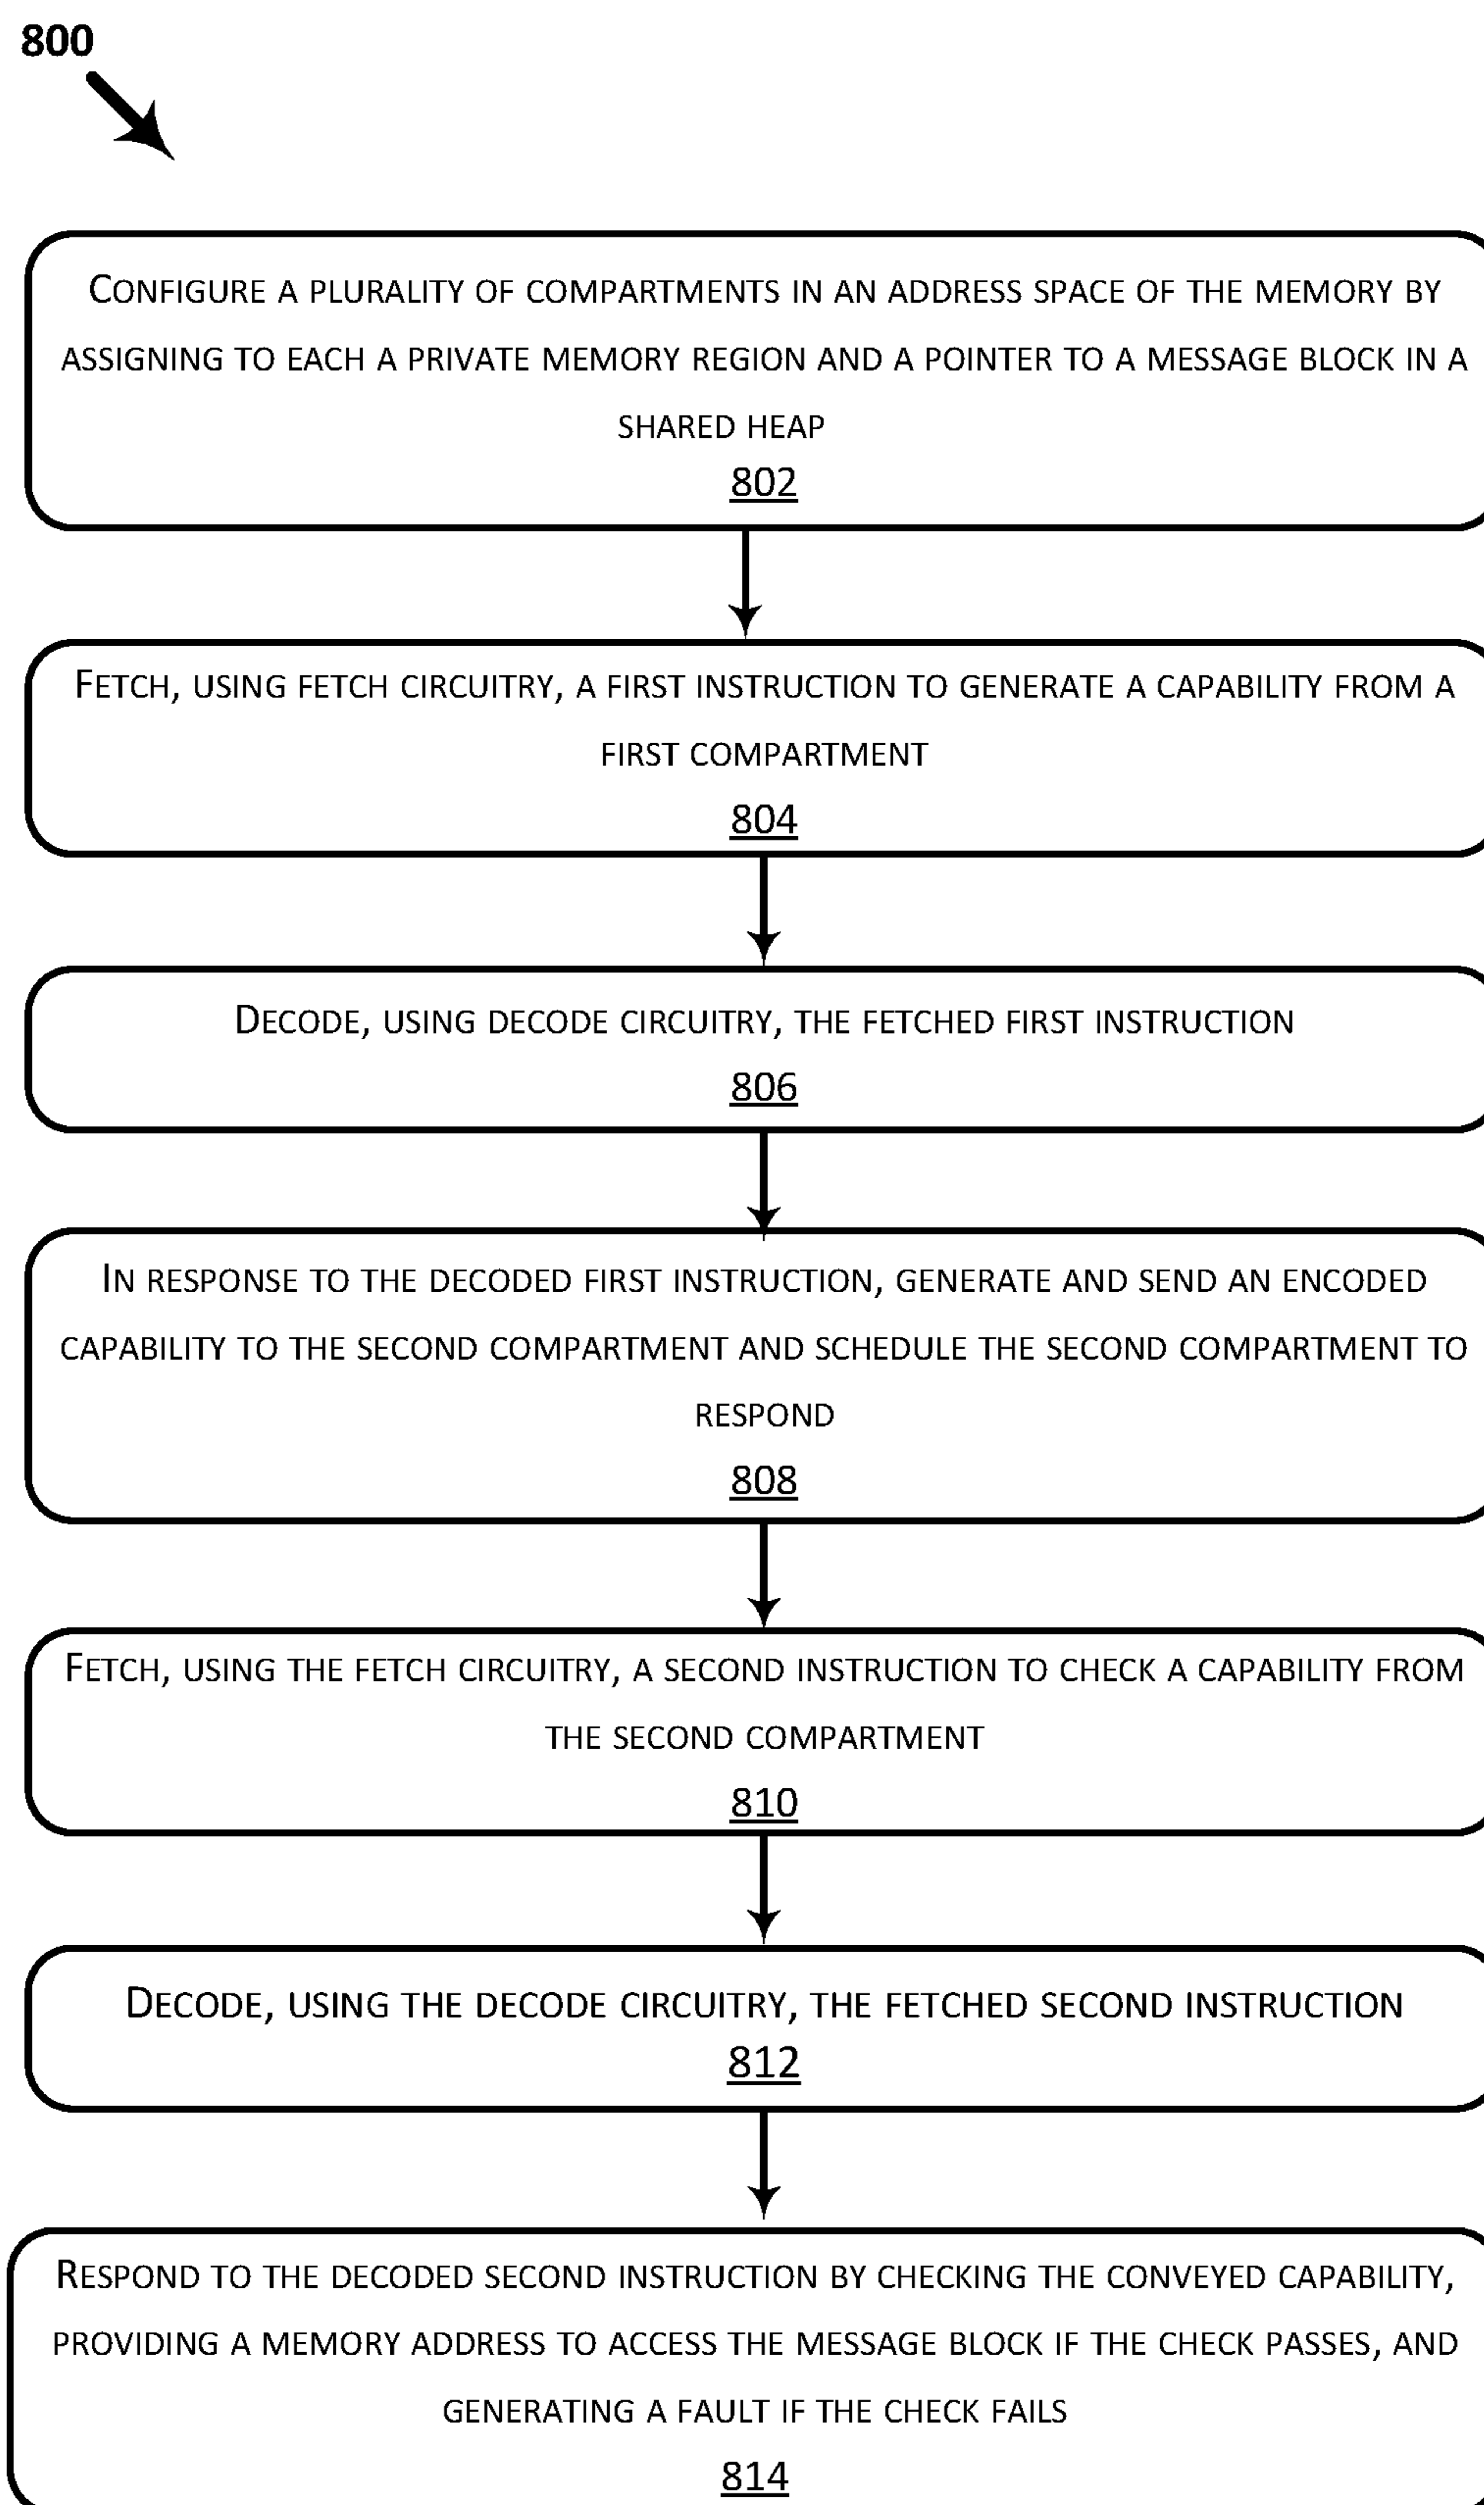 800
CONFIGURE A PLURALITY OF COMPARTMENTS IN AN ADDRESS SPACE OF THE MEMORY BY
ASSIGNING TO EACH A PRIVATE MEMORY REGION AND A POINTER TO A MESSAGE BLOCK IN A
SHARED HEAP
802
FETCH, USING FETCH CIRCUITRY, A FIRST INSTRUCTION TO GENERATE A CAPABILITY FROM A
FIRST COMPARTMENT
804
DECODE, USING DECODE CIRCUITRY, THE FETCHED FIRST INSTRUCTION
806
IN RESPONSE TO THE DECODED FIRST INSTRUCTION, GENERATE AND SEND AN ENCODED
CAPABILITY TO THE SECOND COMPARTMENT AND SCHEDULE THE SECOND COMPARTMENT TO
RESPOND
808
FETCH, USING THE FETCH CIRCUITRY, A SECOND INSTRUCTION TO CHECK A CAPABILITY FROM
THE SECOND COMPARTMENT
810
DECODE, USING THE DECODE CIRCUITRY, THE FETCHED SECOND INSTRUCTION
812
RESPOND TO THE DECODED SECOND INSTRUCTION BY CHECKING THE CONVEYED CAPABILITY,
PROVIDING A MEMORY ADDRESS TO ACCESS THE MESSAGE BLOCK IF THE CHECK PASSES, AND
GENERATING A FAULT IF THE CHECK FAILS
814